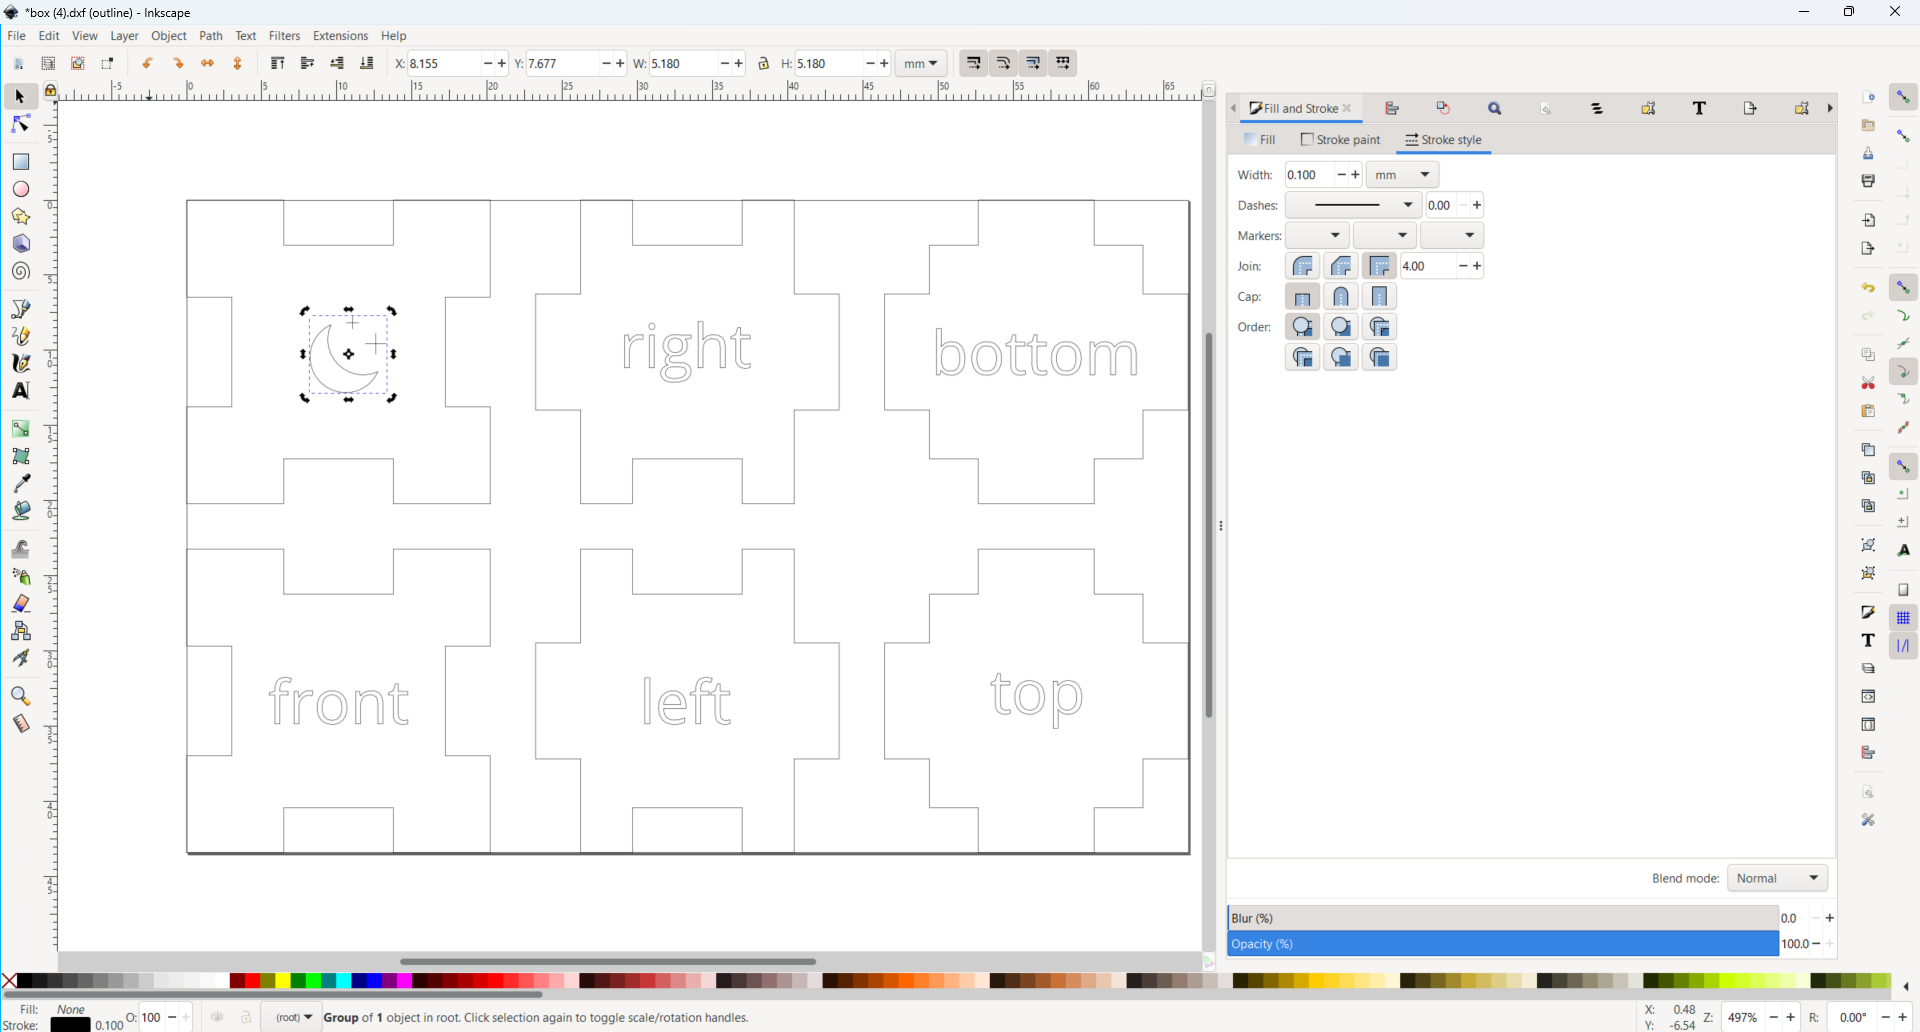 *box (4).dxf (outline) - Inkscape
File Edit View Layer Object Path Text Filters Extensions Help
X: 8.155 Y: 7.677 W: 5.180 H: 5.180 mm
-5 0 5 10 15 20 25 30 35 40 45 50 55 60 65
Fill and Stroke
Fill Stroke paint Stroke style
Width: 0.100 mm
Dashes: 0.00
Markers:
Join: 4.00
Cap:
Order:
right
bottom
front
left
top
Blend mode: Normal
Blur (%) 0.0
Opacity (%) 100.0
Fill: None
Stroke: 0.100
O: 100
(root)
Group of 1 object in root. Click selection again to toggle scale/rotation handles.
X: 0.48
Y: -6.54
Z: 497%
R: 0.00°